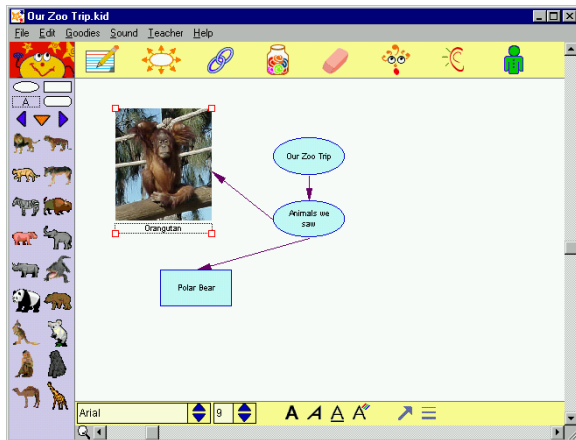 Our Zoo Trip.kid
File Edit Goodies Sound Teacher Help
A
Our Zoo Trip
Animals we
saw
Orangutan
Polar Bear
Arial 9 A A A A